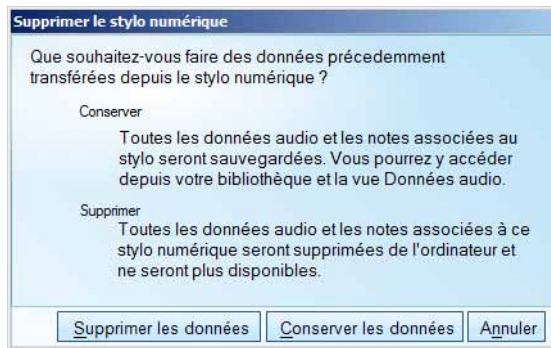 Supprimer le stylo numérique
Que souhaitez-vous faire des données précedemment
transférées depuis le stylo numérique ?
Conserver
Toutes les données audio et les notes associées au
stylo seront sauvegardées. Vous pourrez y accéder
depuis votre bibliothèque et la vue Données audio.
Supprimer
Toutes les données audio et les notes associées à ce
stylo numérique seront supprimées de l'ordinateur et
ne seront plus disponibles.
Supprimer les données Conserver les données Annuler